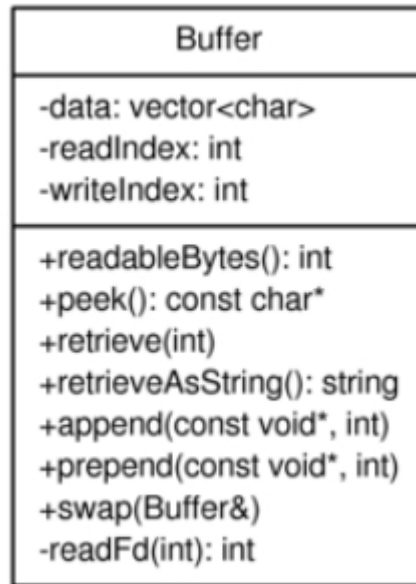 Buffer
-data: vector<char>
-readIndex: int
-writeIndex: int
+readableBytes(): int
+peek(): const char*
+retrieve(int)
+retrieveAsString(): string
+append(const void*, int)
+prepend(const void*, int)
+swap(Buffer&)
-readFd(int): int